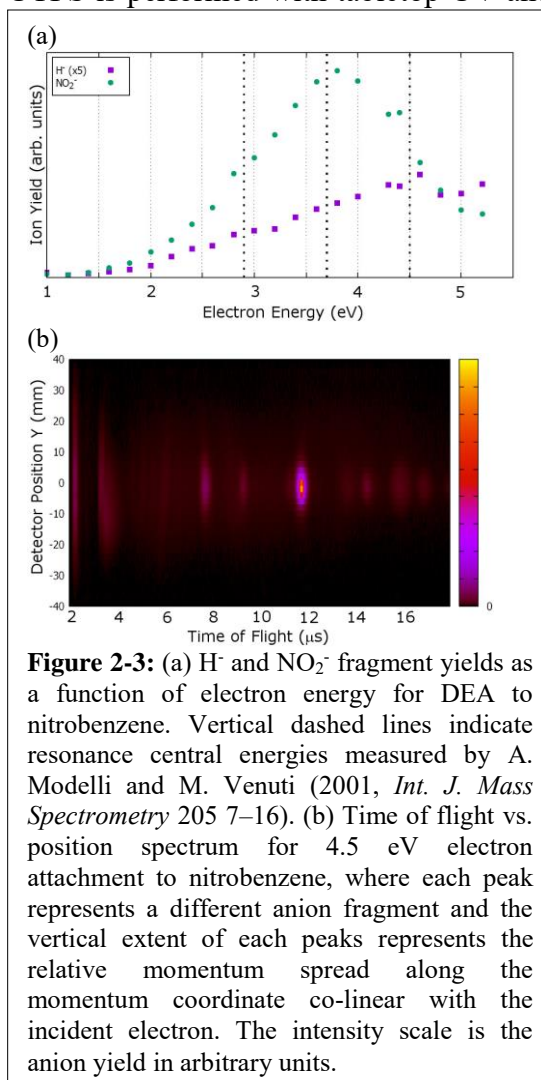 (a)
H⁻ (x5)
NO₂⁻
Ion Yield (arb. units)
1 2 3 4 5
Electron Energy (eV)
(b)
Detector Position Y (mm)
40
30
20
10
0
-10
-20
-30
-40
0
2 4 6 8 10 12 14 16
Time of Flight (μs)
Figure 2-3: (a) H⁻ and NO₂⁻ fragment yields as
a function of electron energy for DEA to
nitrobenzene. Vertical dashed lines indicate
resonance central energies measured by A.
Modelli and M. Venuti (2001, Int. J. Mass
Spectrometry 205 7–16). (b) Time of flight vs.
position spectrum for 4.5 eV electron
attachment to nitrobenzene, where each peak
represents a different anion fragment and the
vertical extent of each peaks represents the
relative momentum spread along the
momentum coordinate co-linear with the
incident electron. The intensity scale is the
anion yield in arbitrary units.